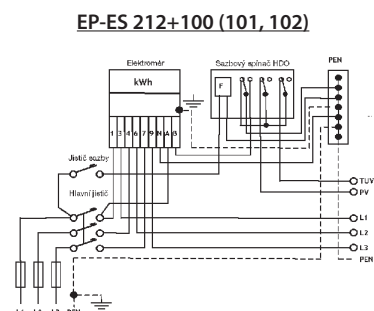 EP-ES 212+100 (101, 102)
Elektroměr
Sazbový spínač HDO
PEN
kWh
F
1 3 4 6 7 9 N A B
Jistič sazby
Hlavní jistič
TUV
PV
L1
L2
L3
PEN